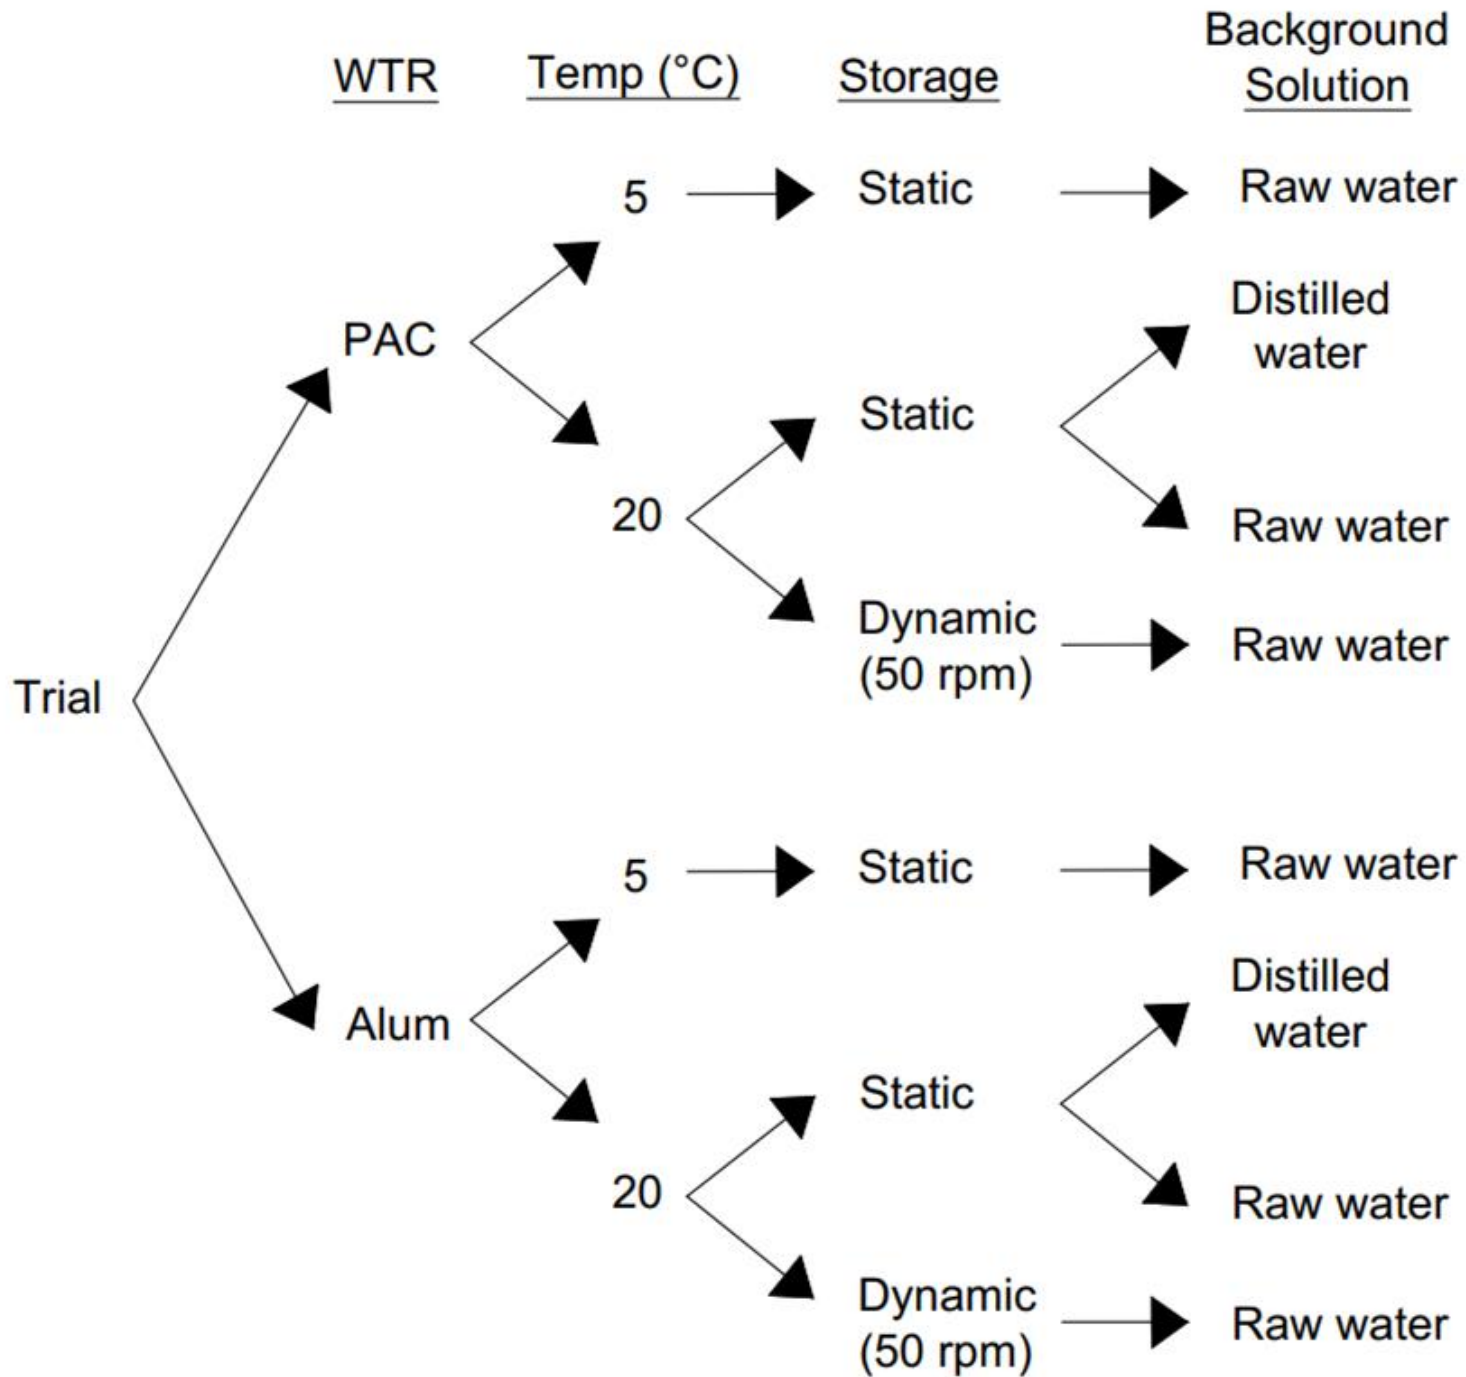 Background
WTR Temp (°C) Storage Solution
5 Static Raw water
Distilled
PAC water
Static
20 Raw water
Dynamic Raw water
(50 rpm)
Trial
5 Static Raw water
Distilled
Alum water
Static
20 Raw water
Dynamic Raw water
(50 rpm)